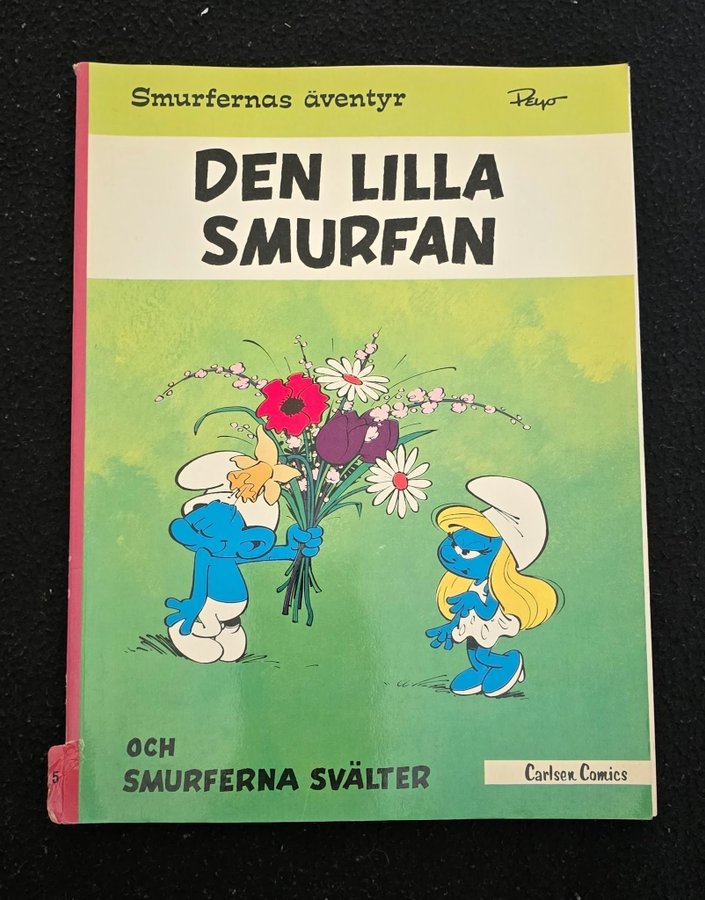 Smurfernas äventyr
Peyo
DEN LILLA
SMURFAN
OCH
SMURFERNA SVÄLTER
Carlsen Comics
5